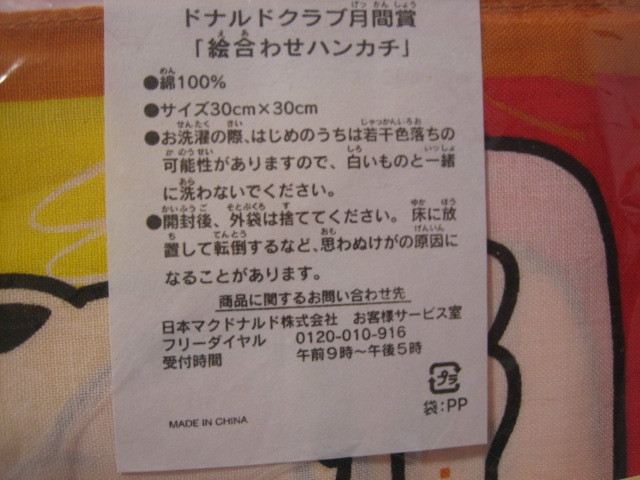 ドナルドクラブ月間賞
「絵合わせハンカチ」
●綿100%
●サイズ30cm×30cm
●お洗濯の際、はじめのうちは若干色落ちの
可能性がありますので、白いものと一緒
に洗わないでください。
●開封後、外袋は捨ててください。床に放
置して転倒するなど、思わぬけがの原因に
なることがあります。
商品に関するお問い合わせ先
日本マクドナルド株式会社 お客様サービス室
フリーダイヤル 0120-010-916
受付時間 午前9時～午後5時
プラ
袋:PP
MADE IN CHINA